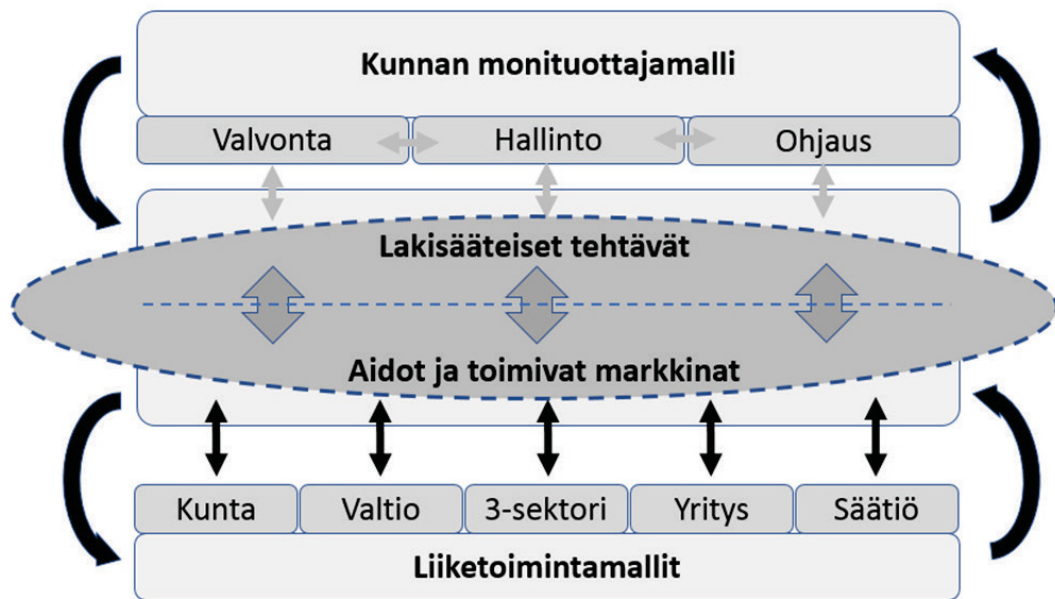 Kunnan monituottajamalli
Valvonta Hallinto Ohjaus
Lakisääteiset tehtävät
Aidot ja toimivat markkinat
Kunta Valtio 3-sektori Yritys Säätiö
Liiketoimintamallit